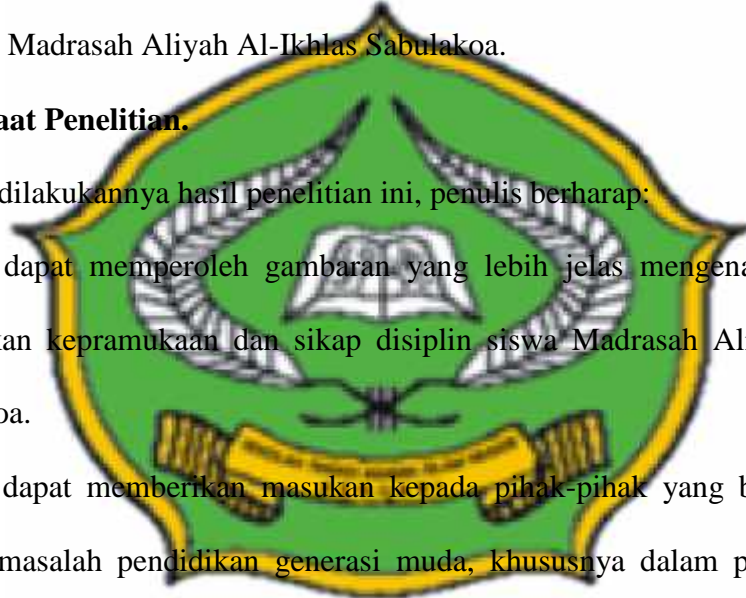 Madrasah Aliyah Al-Ikhlas Sabulakoa.
aat Penelitian.
dilakukannya hasil penelitian ini, penulis berharap:
dapat memperoleh gambaran yang lebih jelas mengena
kan kepramukaan dan sikap disiplin siswa Madrasah Ali
oa.
dapat memberikan masukan kepada pihak-pihak yang b
masalah pendidikan generasi muda, khususnya dalam p